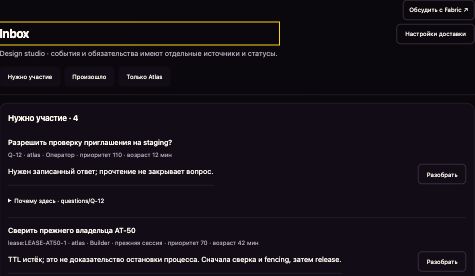 Обсудить с Fabric ↗
Inbox
Настройки доставки
Design studio · события и обязательства имеют отдельные источники и статусы.
Нужно участие
Произошло
Только Atlas
Нужно участие · 4
Разрешить проверку приглашения на staging?
Q-12 · atlas · Оператор · приоритет 110 · возраст 12 мин
Нужен записанный ответ; прочтение не закрывает вопрос.
Разобрать
▸ Почему здесь · questions/Q-12
Сверить прежнего владельца AT-50
lease:LEASE-AT50-1 · atlas · Builder · прежняя сессия · приоритет 70 · возраст 42 мин
TTL истёк; это не доказательство остановки процесса. Сначала сверка и fencing, затем release.
Разобрать